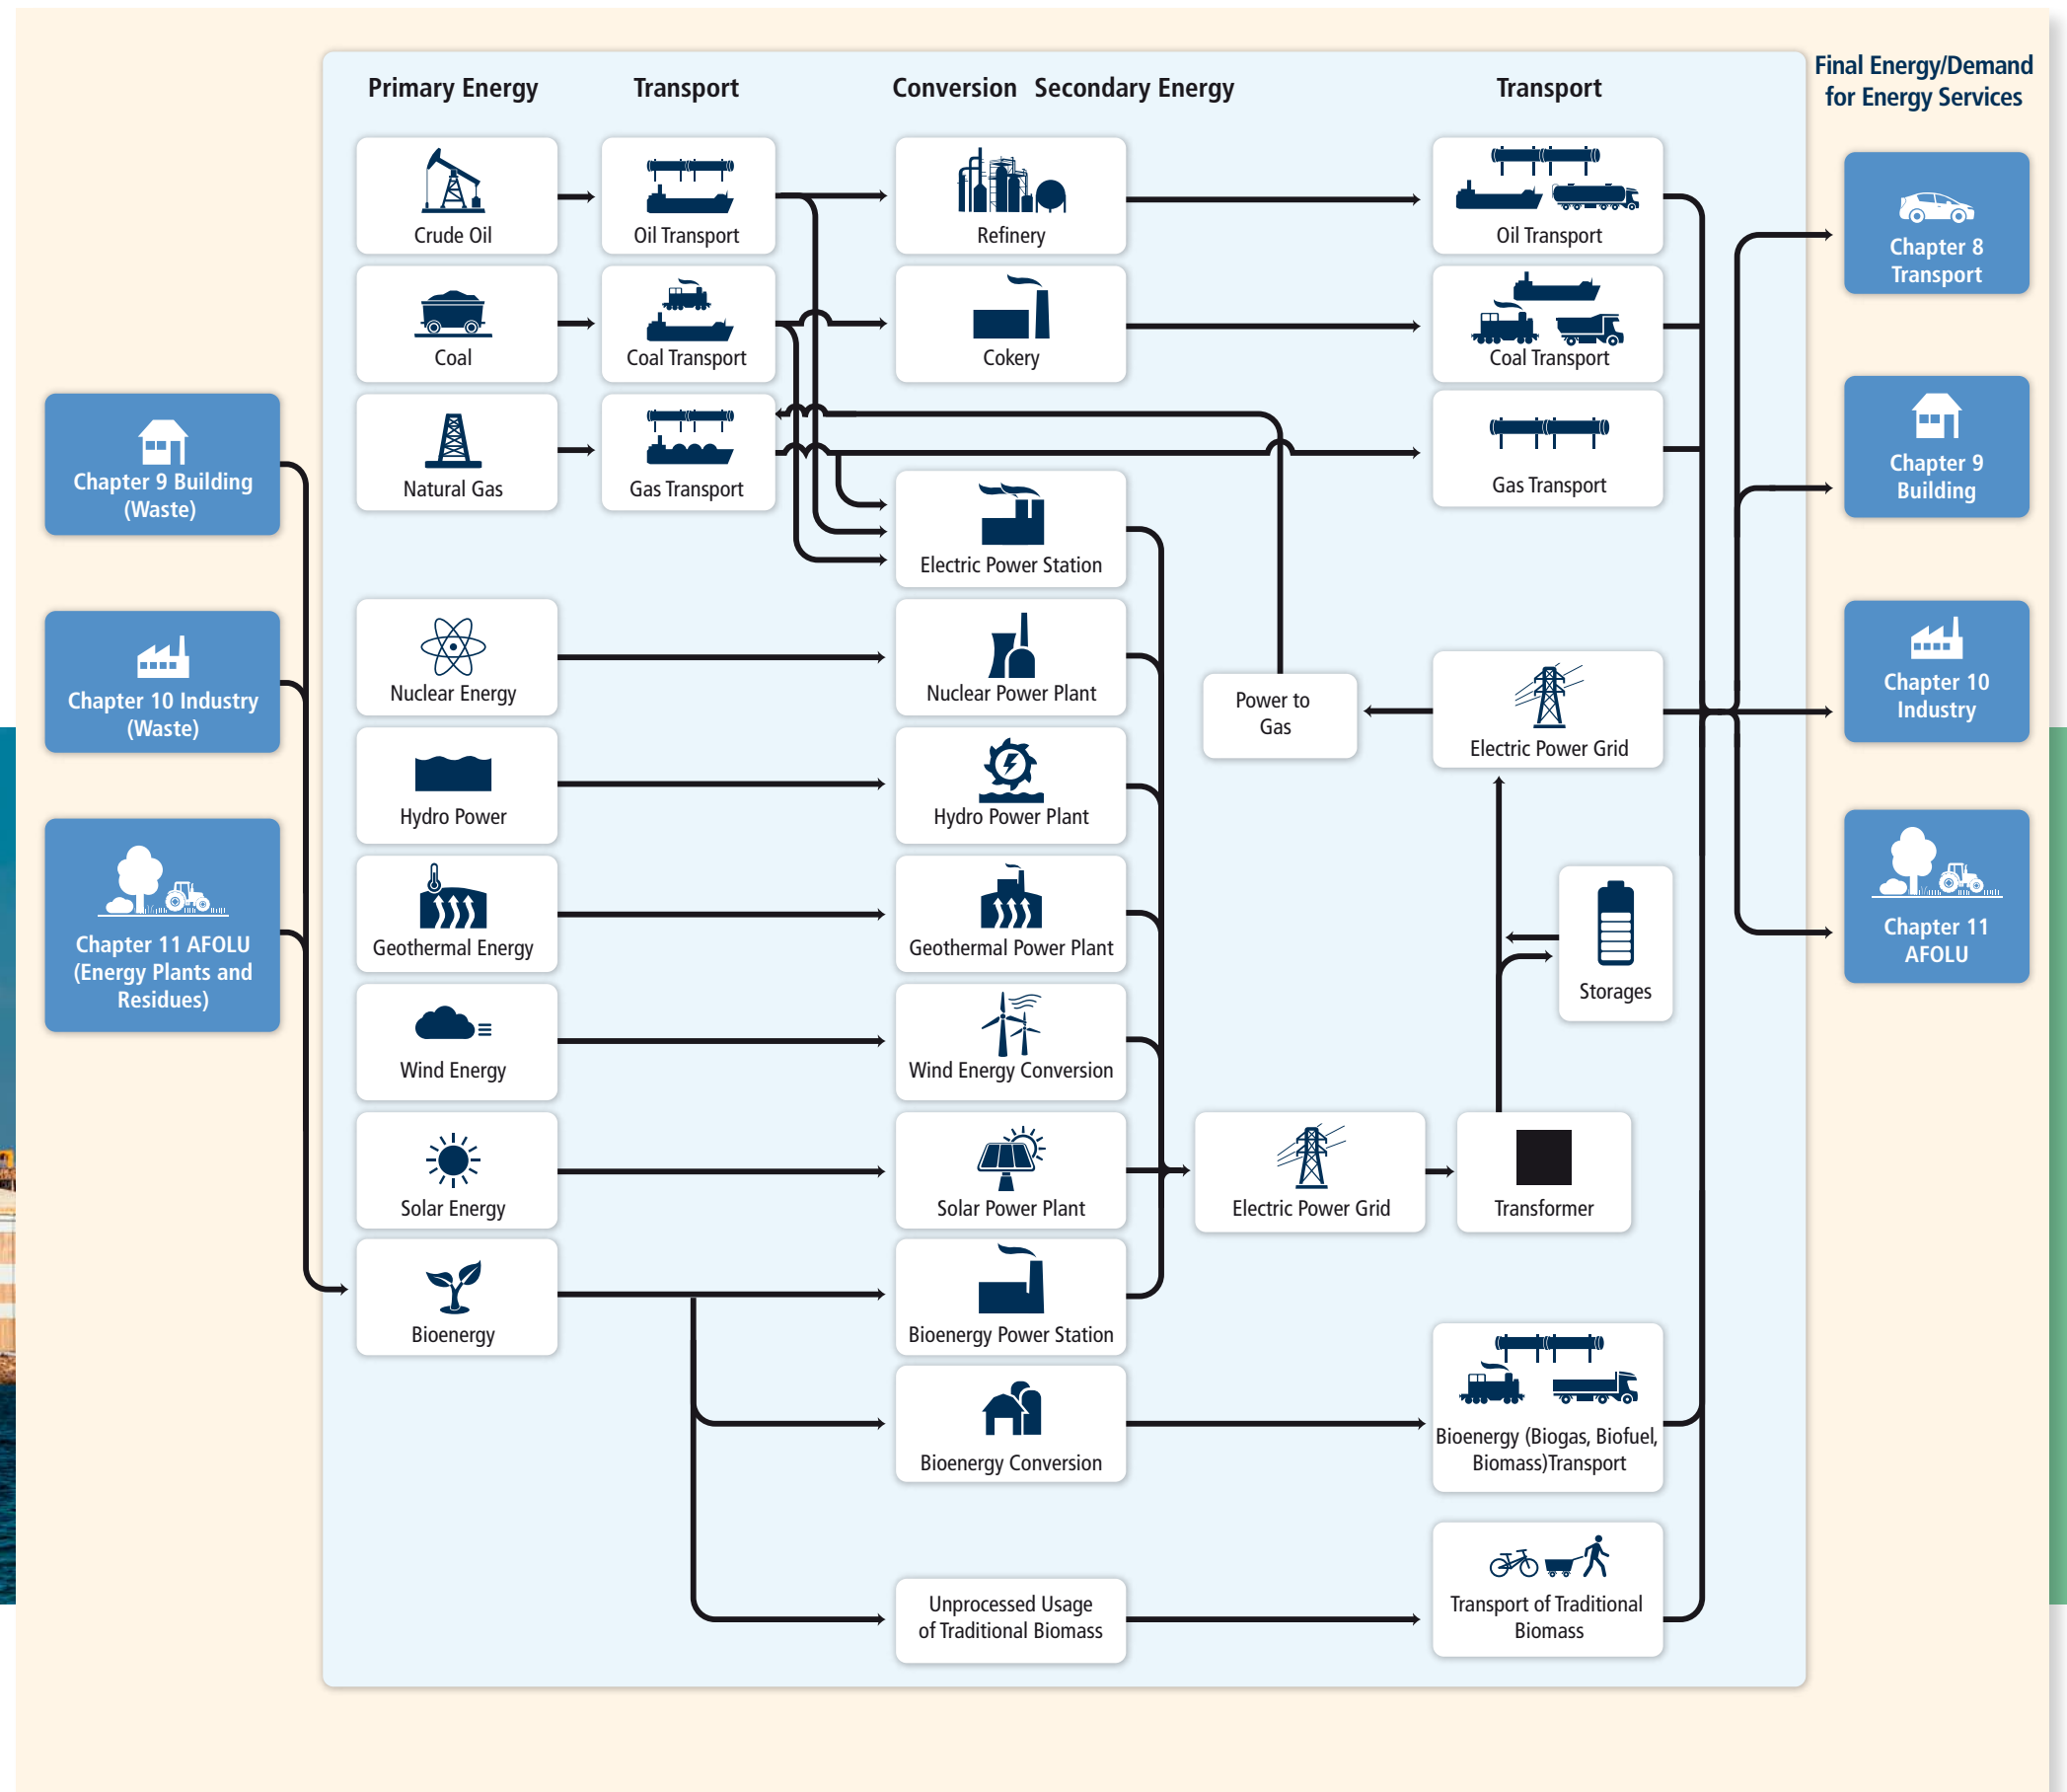 Primary Energy
Transport
Conversion
Secondary Energy
Transport
Final Energy/Demand
for Energy Services
Crude Oil
Oil Transport
Refinery
Oil Transport
Chapter 8
Transport
Coal
Coal Transport
Cokery
Coal Transport
Chapter 9 Building
(Waste)
Natural Gas
Gas Transport
Gas Transport
Chapter 9
Building
Electric Power Station
Chapter 10 Industry
(Waste)
Nuclear Energy
Nuclear Power Plant
Power to
Gas
Electric Power Grid
Chapter 10
Industry
Hydro Power
Hydro Power Plant
Chapter 11 AFOLU
(Energy Plants and
Residues)
Geothermal Energy
Geothermal Power Plant
Storages
Chapter 11
AFOLU
Wind Energy
Wind Energy Conversion
Solar Energy
Solar Power Plant
Electric Power Grid
Transformer
Bioenergy
Bioenergy Power Station
Bioenergy Conversion
Bioenergy (Biogas, Biofuel,
Biomass)Transport
Unprocessed Usage
of Traditional Biomass
Transport of Traditional
Biomass